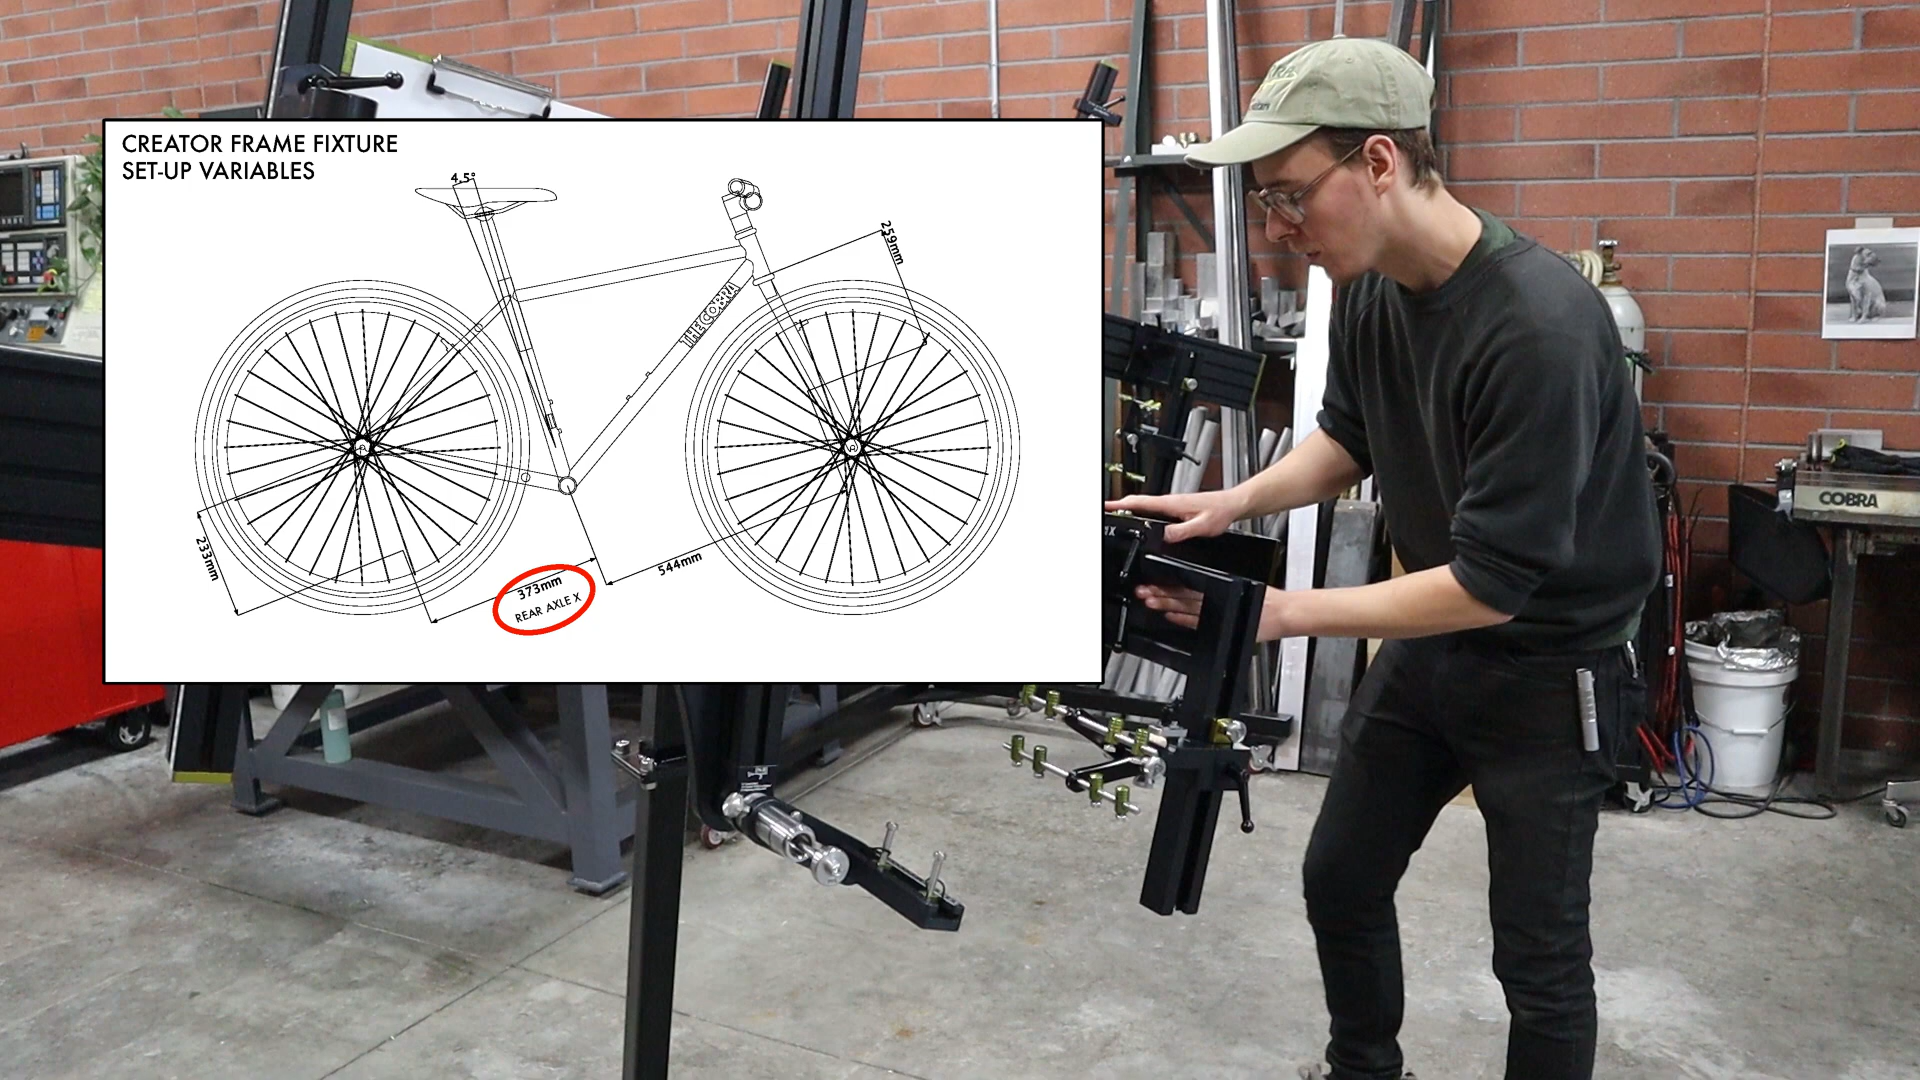 CREATOR FRAME FIXTURE
SET-UP VARIABLES
4.5°
259mm
THE COBRA
233mm
544mm
373mm
REAR AXLE X
COBRA